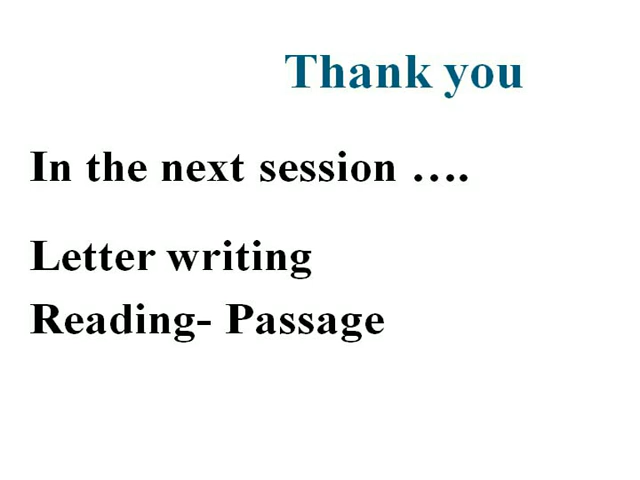 Thank you
In the next session ….
Letter writing
Reading- Passage